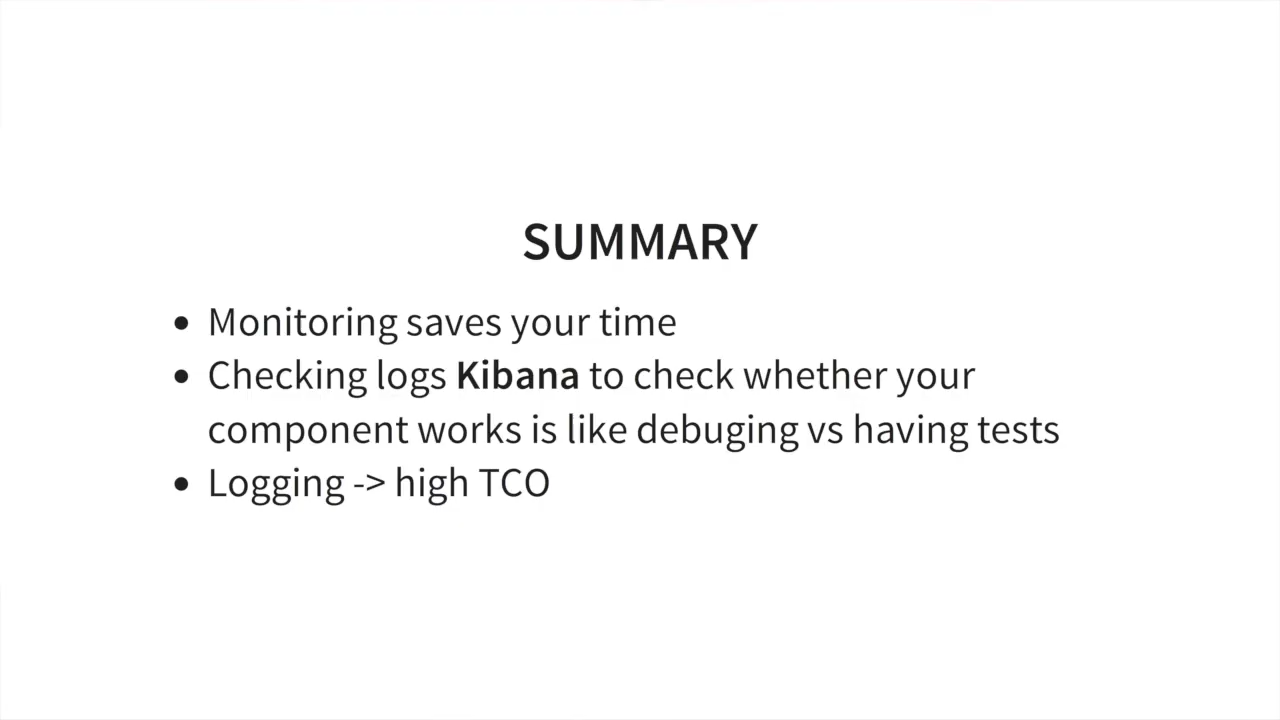 SUMMARY
• Monitoring saves your time
• Checking logs Kibana to check whether your
component works is like debuging vs having tests
• Logging -> high TCO